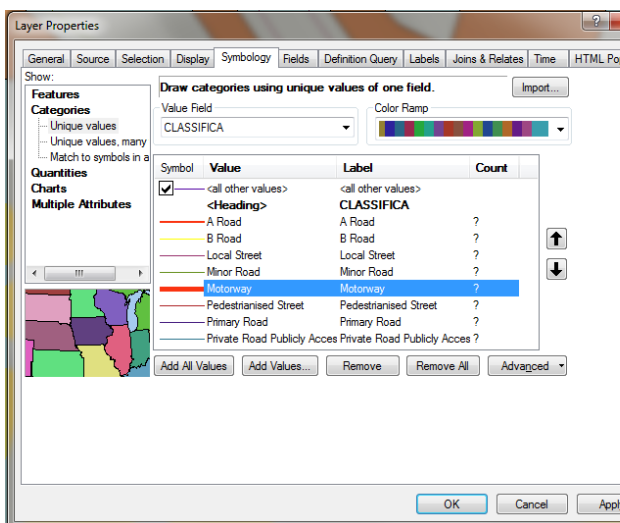 Layer Properties
General Source Selection Display Symbology Fields Definition Query Labels Joins & Relates Time HTML Po
Show:
Features
Categories
Unique values
Unique values, many
Match to symbols in a
Quantities
Charts
Multiple Attributes
Draw categories using unique values of one field.
Import...
Value Field
CLASSIFICA
Color Ramp
Symbol Value Label Count
<all other values> <all other values>
<Heading> CLASSIFICA
A Road A Road ?
B Road B Road ?
Local Street Local Street ?
Minor Road Minor Road ?
Motorway Motorway ?
Pedestrianised Street Pedestrianised Street ?
Primary Road Primary Road ?
Private Road Publicly Acces Private Road Publicly Acces ?
Add All Values Add Values... Remove Remove All Advanced
OK Cancel Appl